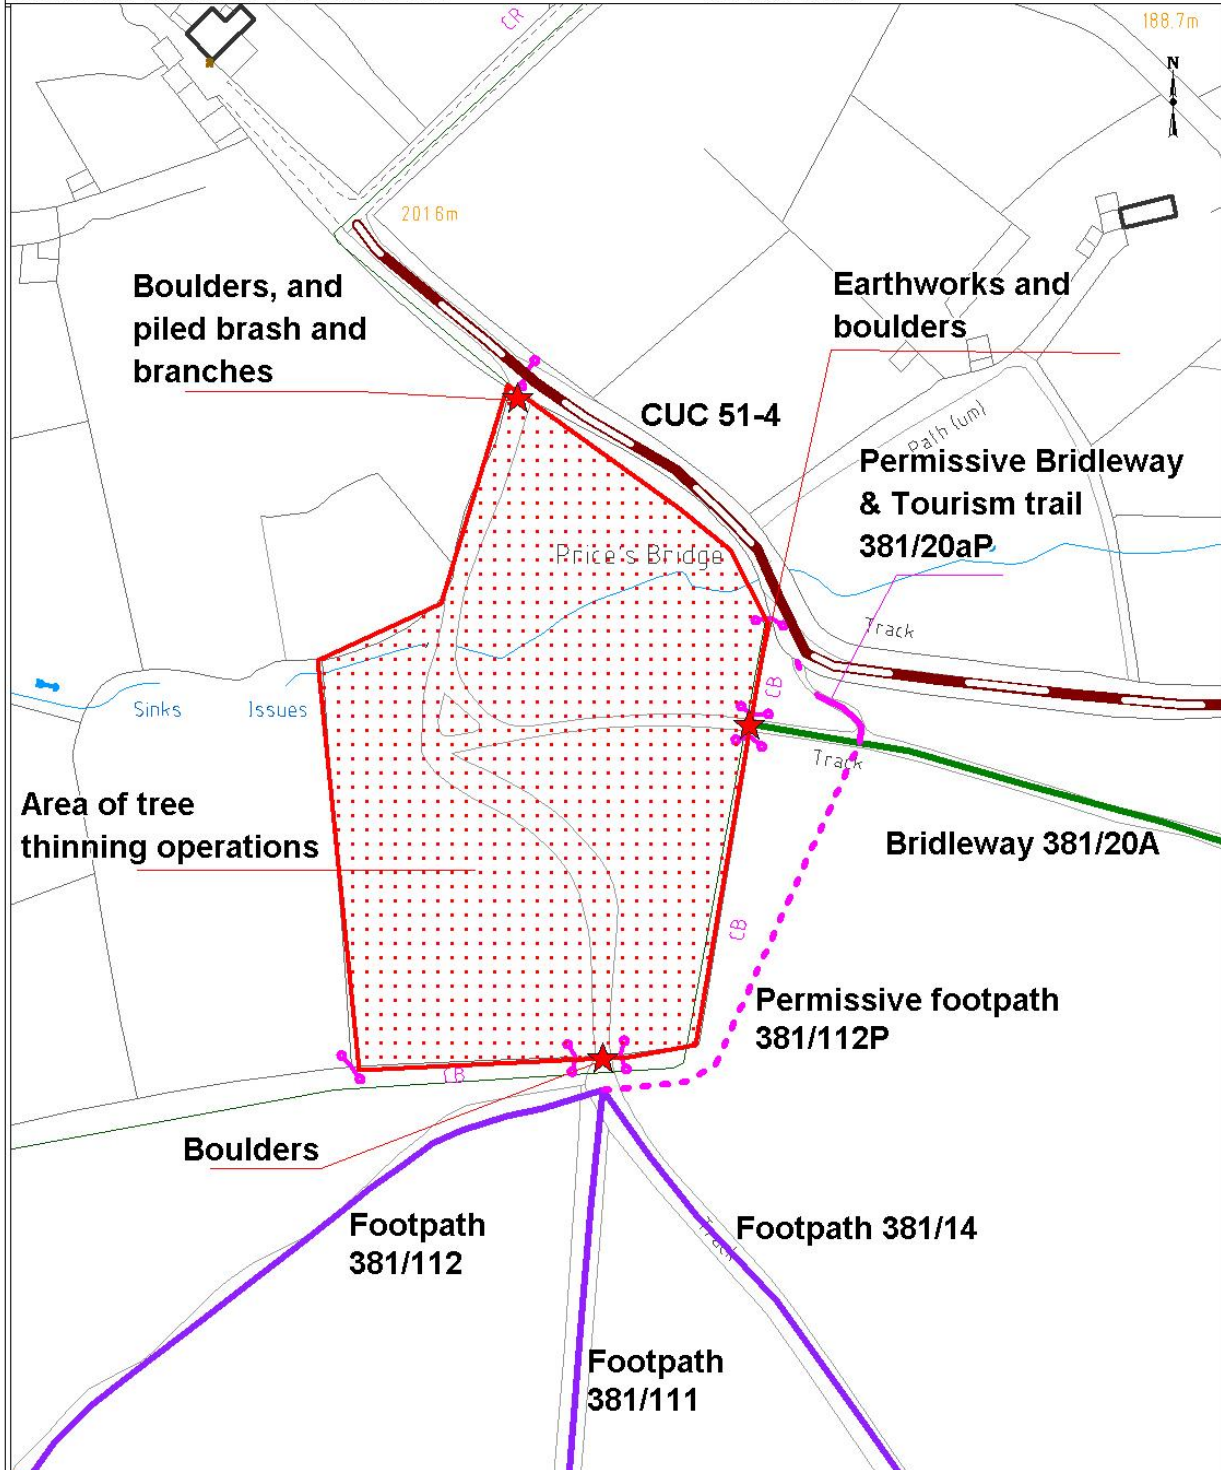 CR
188.7m
N
201.6m
Boulders, and
piled brash and
branches
Earthworks and
boulders
CUC 51-4
Path (um)
Permissive Bridleway
& Tourism trail
381/20aP
Price's Bridge
Track
CB
Sinks
Issues
Track
Area of tree
thinning operations
Bridleway 381/20A
CB
Permissive footpath
381/112P
CB
Boulders
Footpath
381/112
Track
Footpath 381/14
Footpath
381/111